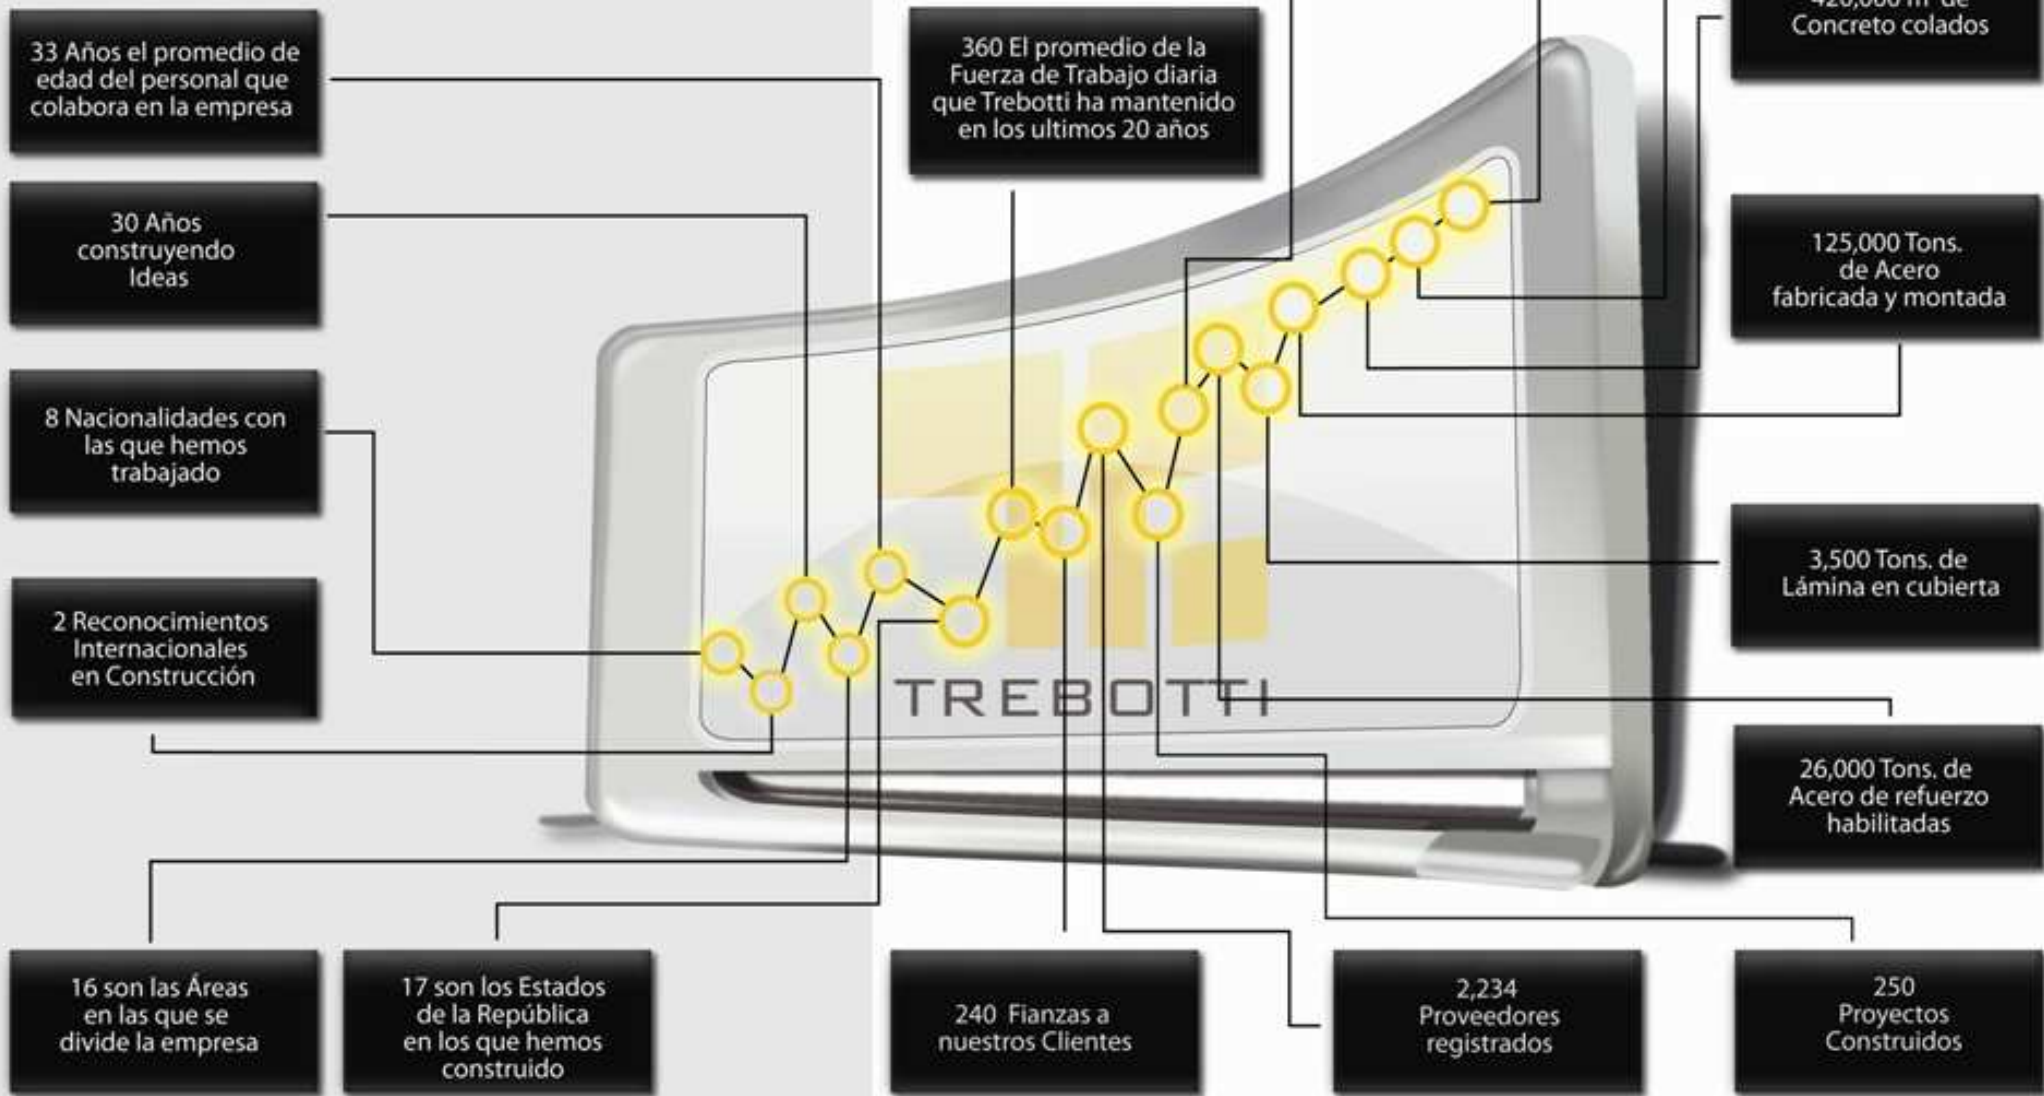 33 Años el promedio de
edad del personal que
colabora en la empresa
360 El promedio de la
Fuerza de Trabajo diaria
que Trebotti ha mantenido
en los ultimos 20 años
Concreto colados
30 Años
construyendo
Ideas
125,000 Tons.
de Acero
fabricada y montada
8 Nacionalidades con
las que hemos
trabajado
3,500 Tons. de
Lámina en cubierta
2 Reconocimientos
Internacionales
en Construcción
TREBOTTI
26,000 Tons. de
Acero de refuerzo
habilitadas
16 son las Áreas
en las que se
divide la empresa
17 son los Estados
de la República
en los que hemos
construido
240 Fianzas a
nuestros Clientes
2,234
Proveedores
registrados
250
Proyectos
Construidos